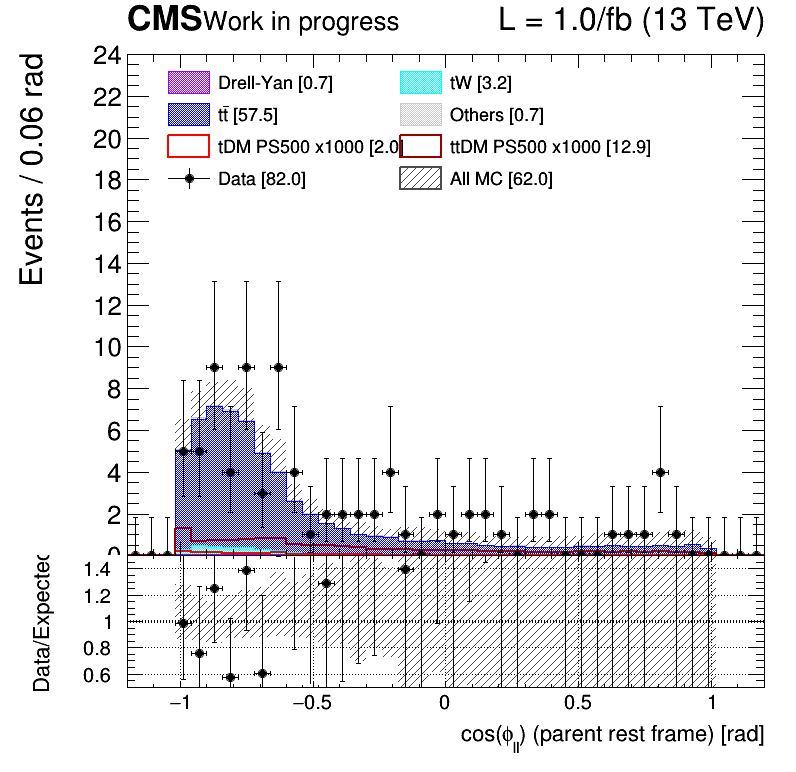 CMS Work in progress L = 1.0/fb (13 TeV)
Events / 0.06 rad
24
22
20
18
16
14
12
10
8
6
4
2
0
Drell-Yan [0.7] tW [3.2]
tt̄ [57.5] Others [0.7]
tDM PS500 x1000 [2.0 ttDM PS500 x1000 [12.9]
Data [82.0] All MC [62.0]
Data/Expected
1.4
1.2
1
0.8
0.6
−1 −0.5 0 0.5 1
cos(ϕ_ll) (parent rest frame) [rad]